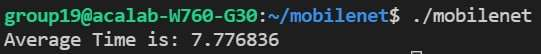 group19@acalab-W760-G30:~/mobilenet$ ./mobilenet
Average Time is: 7.776836